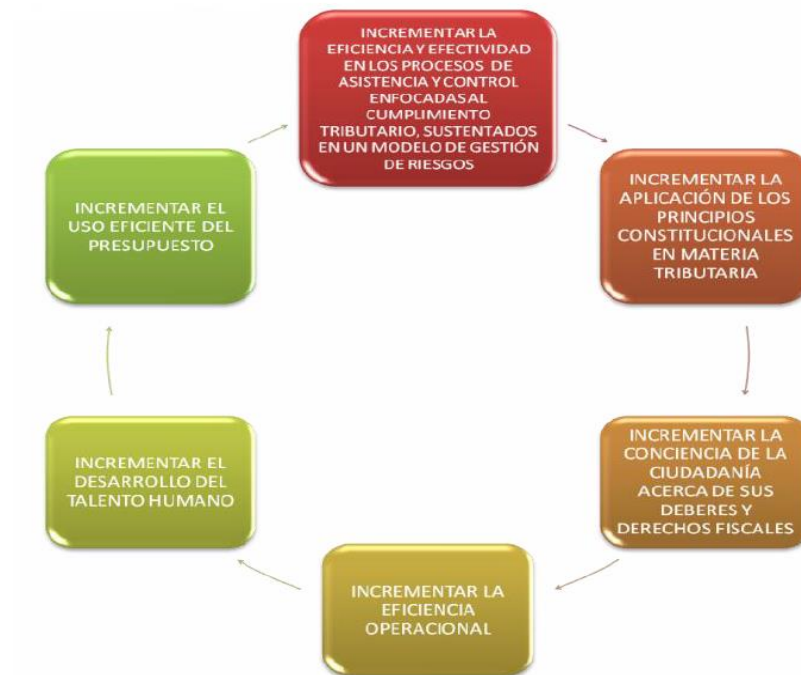 INCREMENTAR LA
EFICIENCIA Y EFECTIVIDAD
EN LOS PROCESOS DE
ASISTENCIA Y CONTROL
ENFOCADAS AL
CUMPLIMIENTO
TRIBUTARIO, SUSTENTADOS
EN UN MODELO DE GESTIÓN
DE RIESGOS
INCREMENTAR LA
APLICACIÓN DE LOS
PRINCIPIOS
CONSTITUCIONALES
EN MATERIA
TRIBUTARIA
INCREMENTAR LA
CONCIENCIA DE LA
CIUDADANÍA
ACERCA DE SUS
DEBERES Y
DERECHOS FISCALES
INCREMENTAR LA
EFICIENCIA
OPERACIONAL
INCREMENTAR EL
DESARROLLO DEL
TALENTO HUMANO
INCREMENTAR EL
USO EFICIENTE DEL
PRESUPUESTO